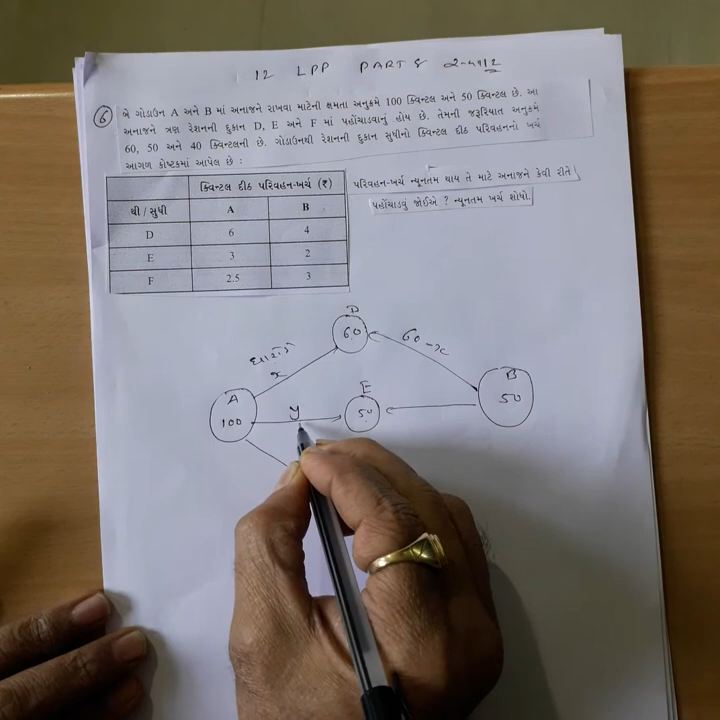 12 LPP PART 8
6 બે ગોડાઉન A અને B માં અનાજને રાખવા માટેની ક્ષમતા અનુક્રમે 100 ક્વિન્ટલ અને 50 ક્વિન્ટલ છે. આ
અનાજને ત્રણ રેશનની દુકાન D, E અને F માં પહોંચાડવાનું હોય છે. તેમની જરૂરિયાત અનુક્રમે
60, 50 અને 40 ક્વિન્ટલની છે. ગોડાઉનથી રેશનની દુકાન સુધીનો ક્વિન્ટલ દીઠ પરિવહનનો ખર્ચ
આગળ કોષ્ટકમાં આપેલ છે :
ક્વિન્ટલ દીઠ પરિવહન-ખર્ચ (₹)
થી / સુધી A B
D 6 4
E 3 2
F 2.5 3
પરિવહન-ખર્ચ ન્યૂનતમ થાય તે માટે અનાજને કેવી રીતે
પહોંચાડવું જોઈએ ? ન્યૂનતમ ખર્ચ શોધો.
D
60
ધારો કે
x
60-x
A
100
y
E
50
B
50